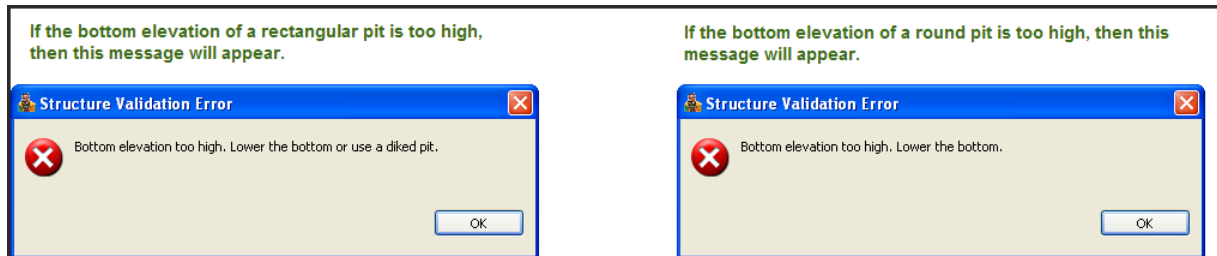 If the bottom elevation of a rectangular pit is too high,
then this message will appear.
Structure Validation Error
Bottom elevation too high. Lower the bottom or use a diked pit.
OK
If the bottom elevation of a round pit is too high, then this
message will appear.
Structure Validation Error
Bottom elevation too high. Lower the bottom.
OK